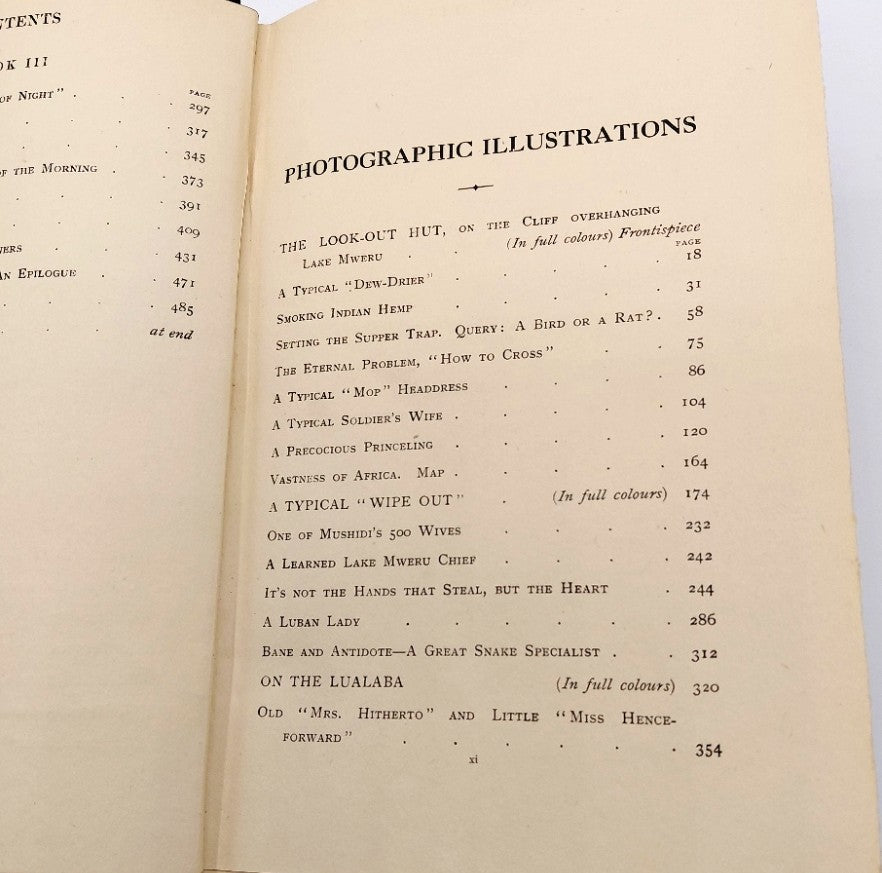 NTENTS
OK III
PAGE
OF NIGHT" . . . 297
. . . 317
. . . 345
OF THE MORNING . . 373
. . . 391
. . . 409
VERS . . . 431
AN EPILOGUE . . 471
. . . 485
. . . at end
PHOTOGRAPHIC ILLUSTRATIONS
THE LOOK-OUT HUT, ON THE CLIFF OVERHANGING
LAKE MWERU . . (In full colours) Frontispiece
PAGE
A TYPICAL "DEW-DRIER" . . . . . 18
SMOKING INDIAN HEMP . . . . 31
SETTING THE SUPPER TRAP. QUERY: A BIRD OR A RAT? . 58
THE ETERNAL PROBLEM, "HOW TO CROSS" . . 75
A TYPICAL "MOP" HEADDRESS . . . 86
A TYPICAL SOLDIER'S WIFE . . . . . 104
A PRECOCIOUS PRINCELING . . . . . 120
VASTNESS OF AFRICA. MAP . . . . . 164
A TYPICAL "WIPE OUT" . (In full colours) 174
ONE OF MUSHIDI'S 500 WIVES . . . . 232
A LEARNED LAKE MWERU CHIEF . . . . 242
IT'S NOT THE HANDS THAT STEAL, BUT THE HEART . 244
A LUBAN LADY . . . . . . 286
BANE AND ANTIDOTE—A GREAT SNAKE SPECIALIST . . 312
ON THE LUALABA (In full colours) 320
OLD "MRS. HITHERTO" AND LITTLE "MISS HENCE-
FORWARD" . . . . . . 354
xi